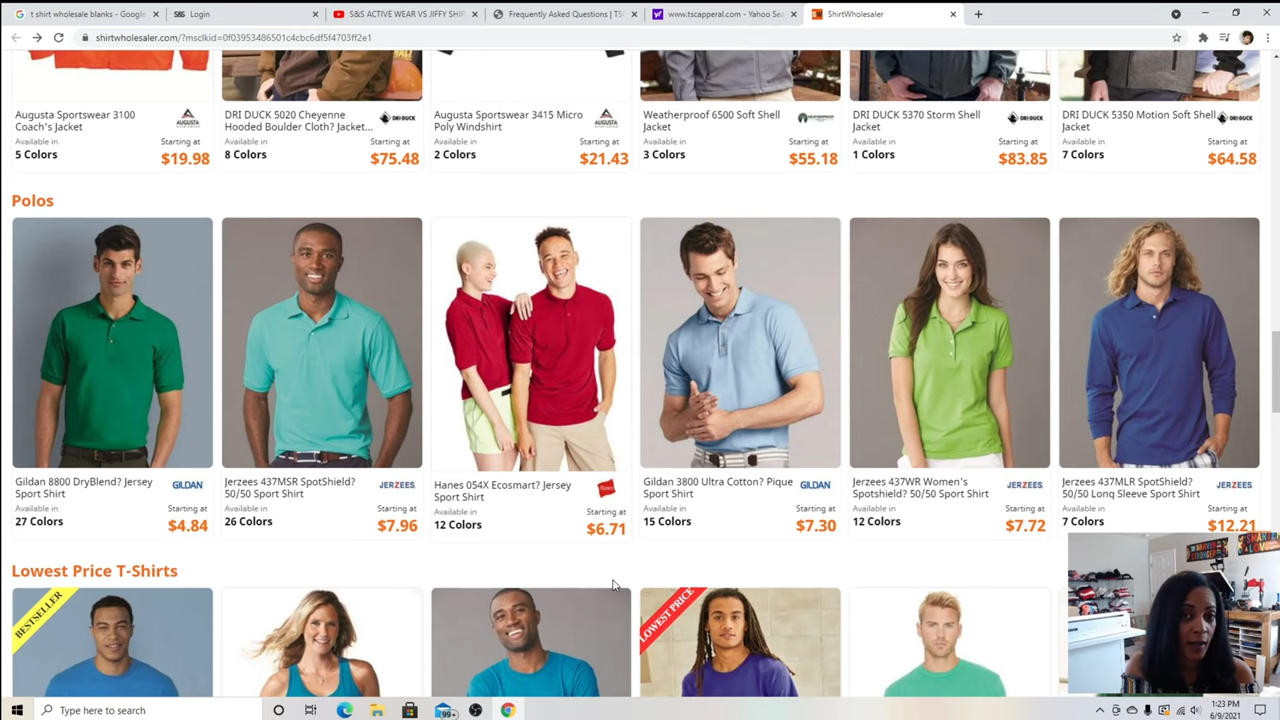 t shirt wholesale blanks - Google
Login
S&S ACTIVE WEAR VS JIFFY SHIR
Frequently Asked Questions | TSC
www.tscapperal.com - Yahoo Sea
ShirtWholesaler
shirtwholesaler.com/?msclkid=0f03953486501c4cbc6df5f4703ff2e1
Augusta Sportswear 3100
Coach's Jacket
AUGUSTA
Available in
Starting at
5 Colors
$19.98
DRI DUCK 5020 Cheyenne
Hooded Boulder Cloth? Jacket...
DRI DUCK
Available in
Starting at
8 Colors
$75.48
Augusta Sportswear 3415 Micro
Poly Windshirt
AUGUSTA
Available in
Starting at
2 Colors
$21.43
Weatherproof 6500 Soft Shell
Jacket
Available in
Starting at
3 Colors
$55.18
DRI DUCK 5370 Storm Shell
Jacket
DRI DUCK
Available in
Starting at
1 Colors
$83.85
DRI DUCK 5350 Motion Soft Shell
Jacket
DRI DUCK
Available in
Starting at
7 Colors
$64.58
Polos
Gildan 8800 DryBlend? Jersey
Sport Shirt
GILDAN
Available in
Starting at
27 Colors
$4.84
Jerzees 437MSR SpotShield?
50/50 Sport Shirt
JERZEES
Available in
Starting at
26 Colors
$7.96
Hanes 054X Ecosmart? Jersey
Sport Shirt
Hanes
Available in
Starting at
12 Colors
$6.71
Gildan 3800 Ultra Cotton? Pique
Sport Shirt
GILDAN
Available in
Starting at
15 Colors
$7.30
Jerzees 437WR Women's
Spotshield? 50/50 Sport Shirt
JERZEES
Available in
Starting at
12 Colors
$7.72
Jerzees 437MLR SpotShield?
50/50 Long Sleeve Sport Shirt
JERZEES
Available in
Starting at
7 Colors
$12.21
Lowest Price T-Shirts
BESTSELLER
LOWEST PRICE
Type here to search
99+
1:23 PM
6/9/2021